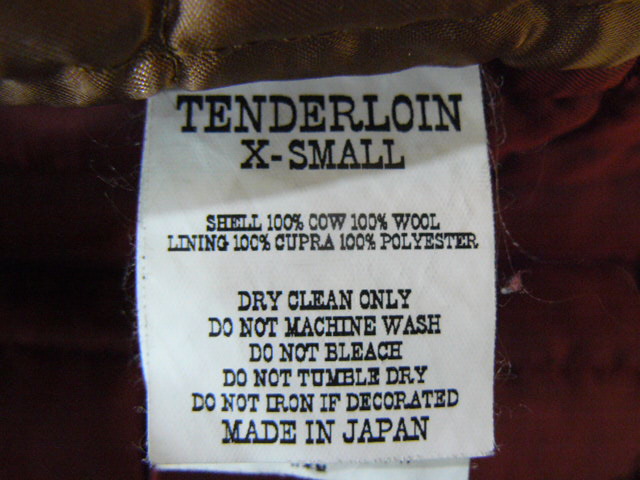 TENDERLOIN
X-SMALL
SHELL 100% COW 100% WOOL
LINING 100% CUPRA 100% POLYESTER
DRY CLEAN ONLY
DO NOT MACHINE WASH
DO NOT BLEACH
DO NOT TUMBLE DRY
DO NOT IRON IF DECORATED
MADE IN JAPAN